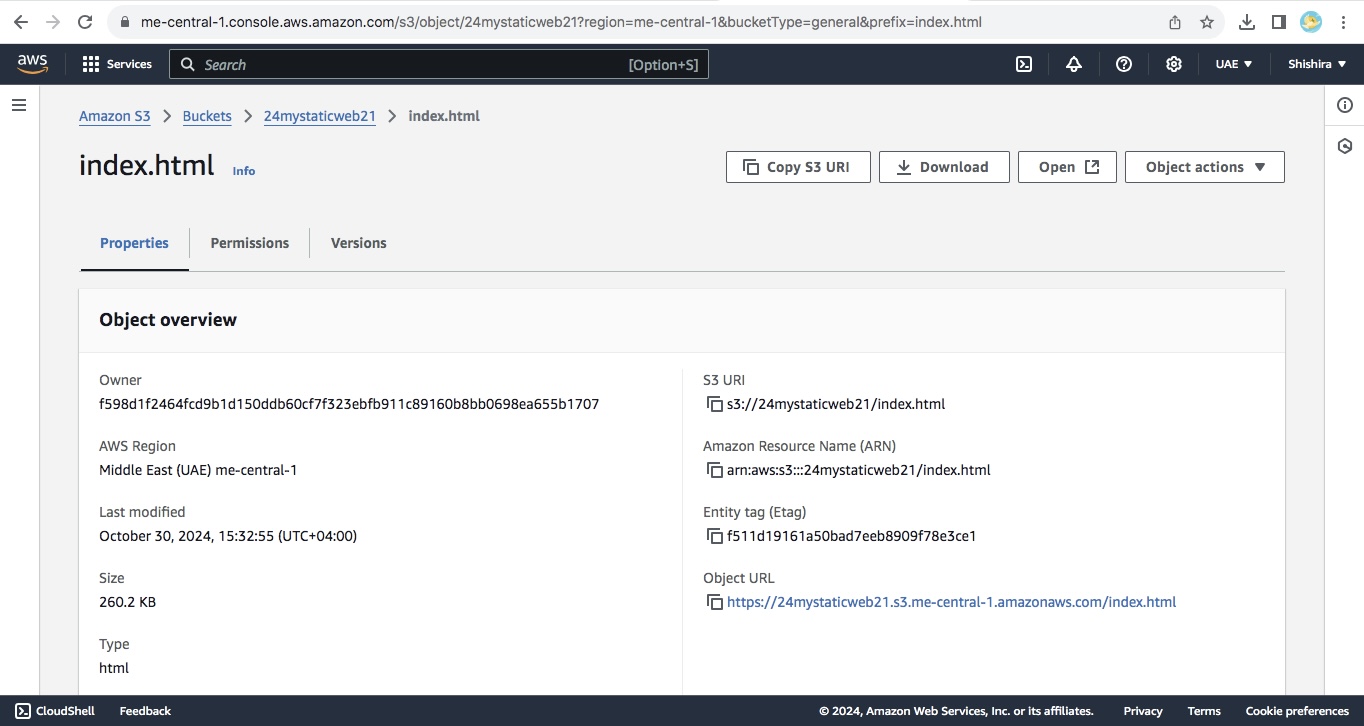 me-central-1.console.aws.amazon.com/s3/object/24mystaticweb21?region=me-central-1&bucketType=general&prefix=index.html
aws Services Search [Option+S] UAE ▼ Shishira ▼
Amazon S3 > Buckets > 24mystaticweb21 > index.html
index.html Info
Copy S3 URI Download Open Object actions ▼
Properties Permissions Versions
Object overview
Owner
f598d1f2464fcd9b1d150ddb60cf7f323ebfb911c89160b8bb0698ea655b1707
AWS Region
Middle East (UAE) me-central-1
Last modified
October 30, 2024, 15:32:55 (UTC+04:00)
Size
260.2 KB
Type
html
S3 URI
s3://24mystaticweb21/index.html
Amazon Resource Name (ARN)
arn:aws:s3:::24mystaticweb21/index.html
Entity tag (Etag)
f511d19161a50bad7eeb8909f78e3ce1
Object URL
https://24mystaticweb21.s3.me-central-1.amazonaws.com/index.html
CloudShell Feedback © 2024, Amazon Web Services, Inc. or its affiliates. Privacy Terms Cookie preferences